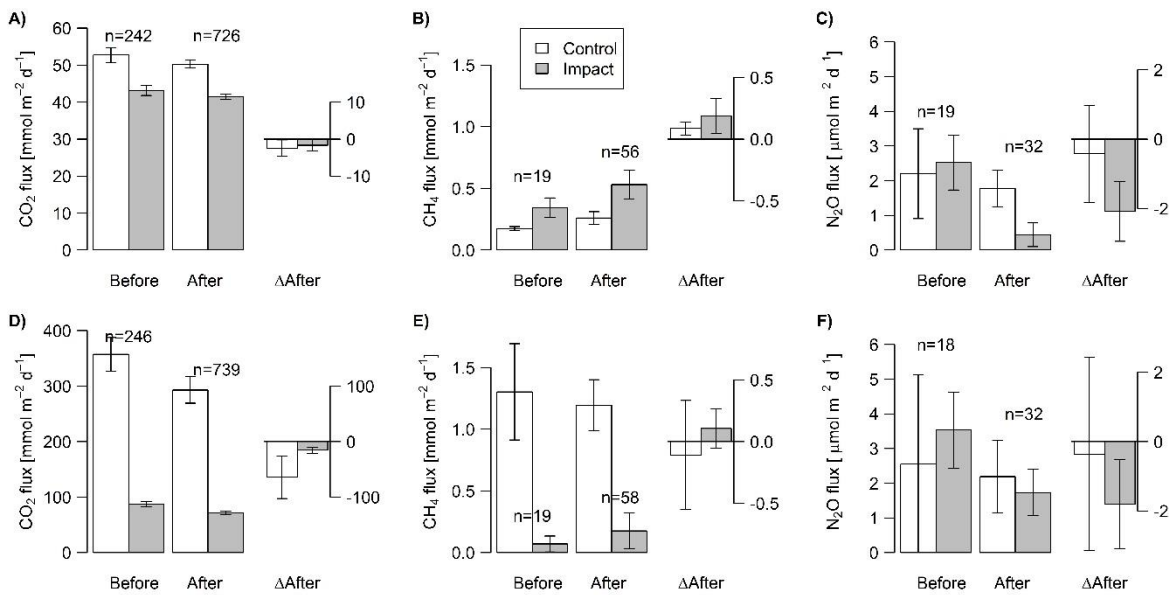 A)
CO2 flux [mmol m−2 d−1]
60
50
40
30
20
10
0
n=242
n=726
10
0
-10
Before
After
ΔAfter
B)
CH4 flux [mmol m−2 d−1]
1.5
1.0
0.5
0.0
Control
Impact
n=19
n=56
0.5
0.0
-0.5
Before
After
ΔAfter
C)
N2O flux [ μmol m−2 d−1]
6
5
4
3
2
1
0
n=19
n=32
2
0
-2
Before
After
ΔAfter
D)
CO2 flux [mmol m−2 d−1]
400
300
200
100
0
n=246
n=739
100
0
-100
Before
After
ΔAfter
E)
CH4 flux [mmol m−2 d−1]
1.5
1.0
0.5
0.0
n=19
n=58
0.5
0.0
-0.5
Before
After
ΔAfter
F)
N2O flux [ μmol m−2 d−1]
6
5
4
3
2
1
0
n=18
n=32
2
0
-2
Before
After
ΔAfter